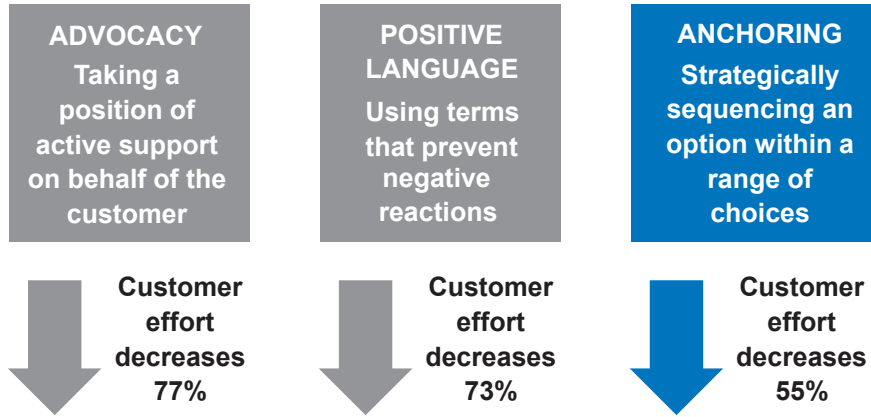 ADVOCACY
Taking a
position of
active support
on behalf of the
customer
POSITIVE
LANGUAGE
Using terms
that prevent
negative
reactions
ANCHORING
Strategically
sequencing an
option within a
range of
choices
Customer
effort
decreases
77%
Customer
effort
decreases
73%
Customer
effort
decreases
55%